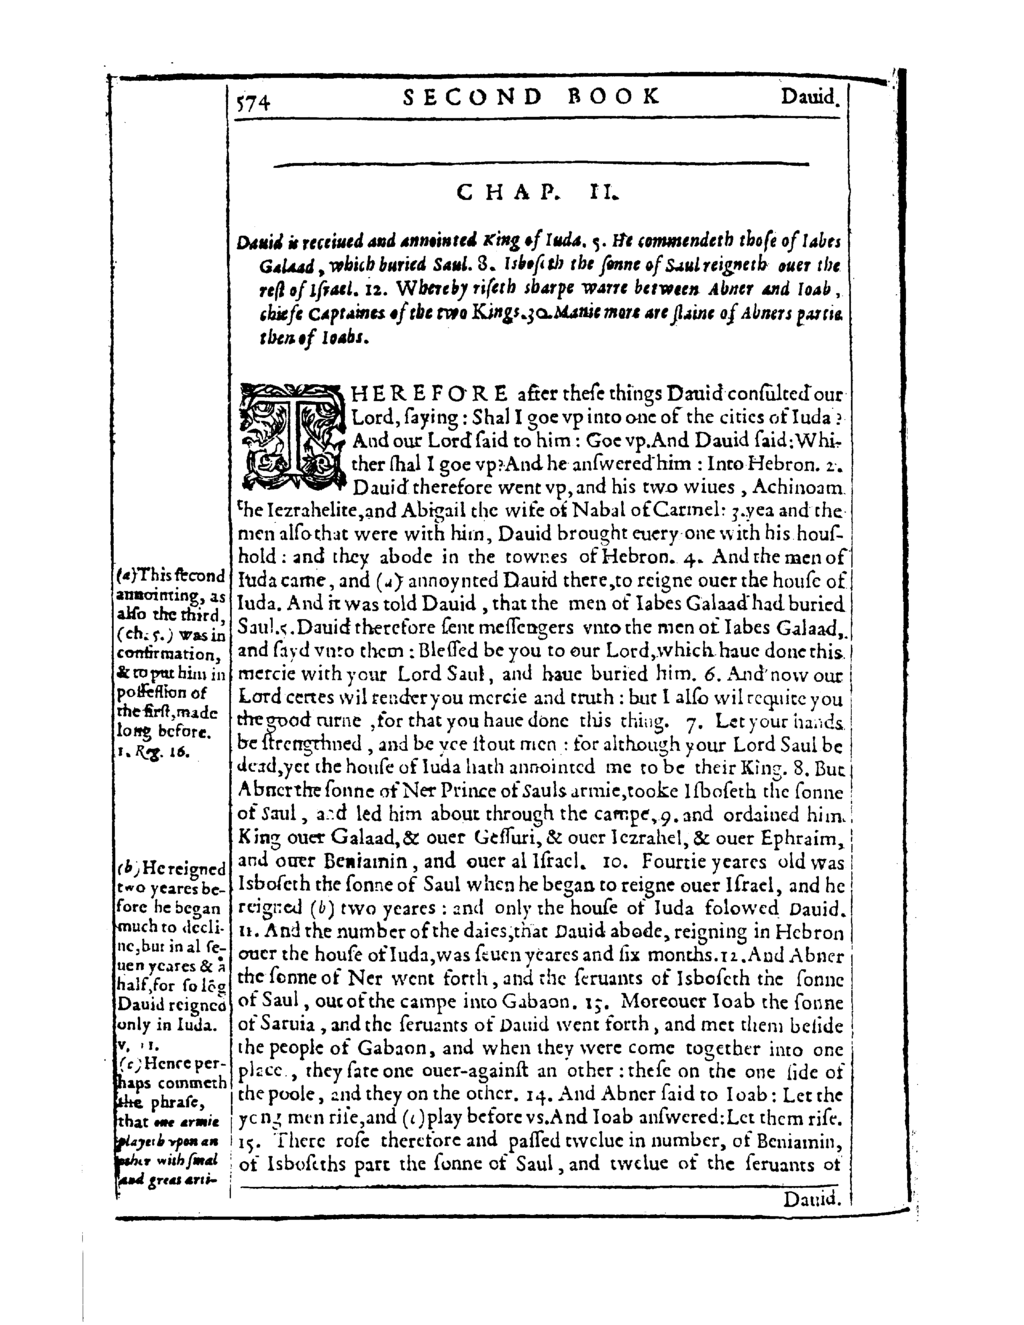 574 SECOND BOOK Dauid.
CHAP. II.
Dauid is receiued and annointed King of Iuda. 5. He commendeth thoſe of Iabes
Galaad, which buried Saul. 8. Isboſeth the ſonne of Saul reigneth ouer the
reſt of Iſrael. 12. Whereby riſeth sharpe warre between Abner and Ioab,
chiefe Captaines of the two Kings. 30. Manie more are ſlaine of Abners partie
then of Ioabs.
THEREFORE after theſe things Dauid conſulted our
Lord, ſaying: Shal I goe vp into one of the cities of Iuda?
And our Lord ſaid to him: Goe vp. And Dauid ſaid: Whi-
ther ſhal I goe vp? And he anſwered him: Into Hebron. 2.
Dauid therefore went vp, and his two wiues, Achinoam
the Iezrahelite, and Abigail the wife of Nabal of Carmel: 3. yea and the
men alſo that were with him, Dauid brought euery one with his houſ-
hold: and they abode in the townes of Hebron. 4. And the men of
Iuda came, and (a) annoynted Dauid there, to reigne ouer the houſe of
Iuda. And it was told Dauid, that the men of Iabes Galaad had buried
Saul. 5. Dauid therefore ſent meſſengers vnto the men of Iabes Galaad,
and ſayd vnto them: Bleſſed be you to our Lord, which haue done this
mercie with your Lord Saul, and haue buried him. 6. And now our
Lord certes wil render you mercie and truth: but I alſo wil requite you
the good turne, for that you haue done this thing. 7. Let your hands
be ſtrengthned, and be yee ſtout men: for although your Lord Saul be
dead, yet the houſe of Iuda hath annointed me to be their King. 8. But
Abner the ſonne of Ner Prince of Sauls armie, tooke Isboſeth the ſonne
of Saul, and led him about through the campe, 9. and ordained him
King ouer Galaad, & ouer Geſſuri, & ouer Iezrahel, & ouer Ephraim,
and ouer Beniamin, and ouer al Iſrael. 10. Fourtie yeares old was
Isboſeth the ſonne of Saul when he began to reigne ouer Iſrael, and he
reigned (b) two yeares: and only the houſe of Iuda folowed Dauid.
11. And the number of the daies, that Dauid abode, reigning in Hebron
ouer the houſe of Iuda, was ſeuen yeares and ſix months. 12. And Abner
the ſonne of Ner went forth, and the ſeruants of Isboſeth the ſonne
of Saul, out of the campe into Gabaon. 13. Moreouer Ioab the ſonne
of Saruia, and the ſeruants of Dauid went forth, and met them beſide
the people of Gabaon, and when they were come together into one
place, they ſate one ouer-againſt an other: theſe on the one ſide of
the poole, and they on the other. 14. And Abner ſaid to Ioab: Let the
yong men riſe, and (c) play before vs. And Ioab anſwered: Let them riſe.
15. There roſe therefore and paſſed twelue in number, of Beniamin,
of Isboſeths part the ſonne of Saul, and twelue of the ſeruants of
Dauid.
(a) This ſecond
annointing, as
alſo the third,
(ch. 5.) was in
confirmation,
& to put him in
poſſeſſion of
the firſt, made
long before.
1. Reg. 16.
(b) He reigned
two yeares be-
fore he began
much to decli-
ne, but in al ſe-
uen yeares & a
half, for ſo lõg
Dauid reigned
only in Iuda.
v. 11.
(c) Hence per-
haps commeth
the phraſe,
that one armie
playeth vpon an
other with ſmal
and great arti-